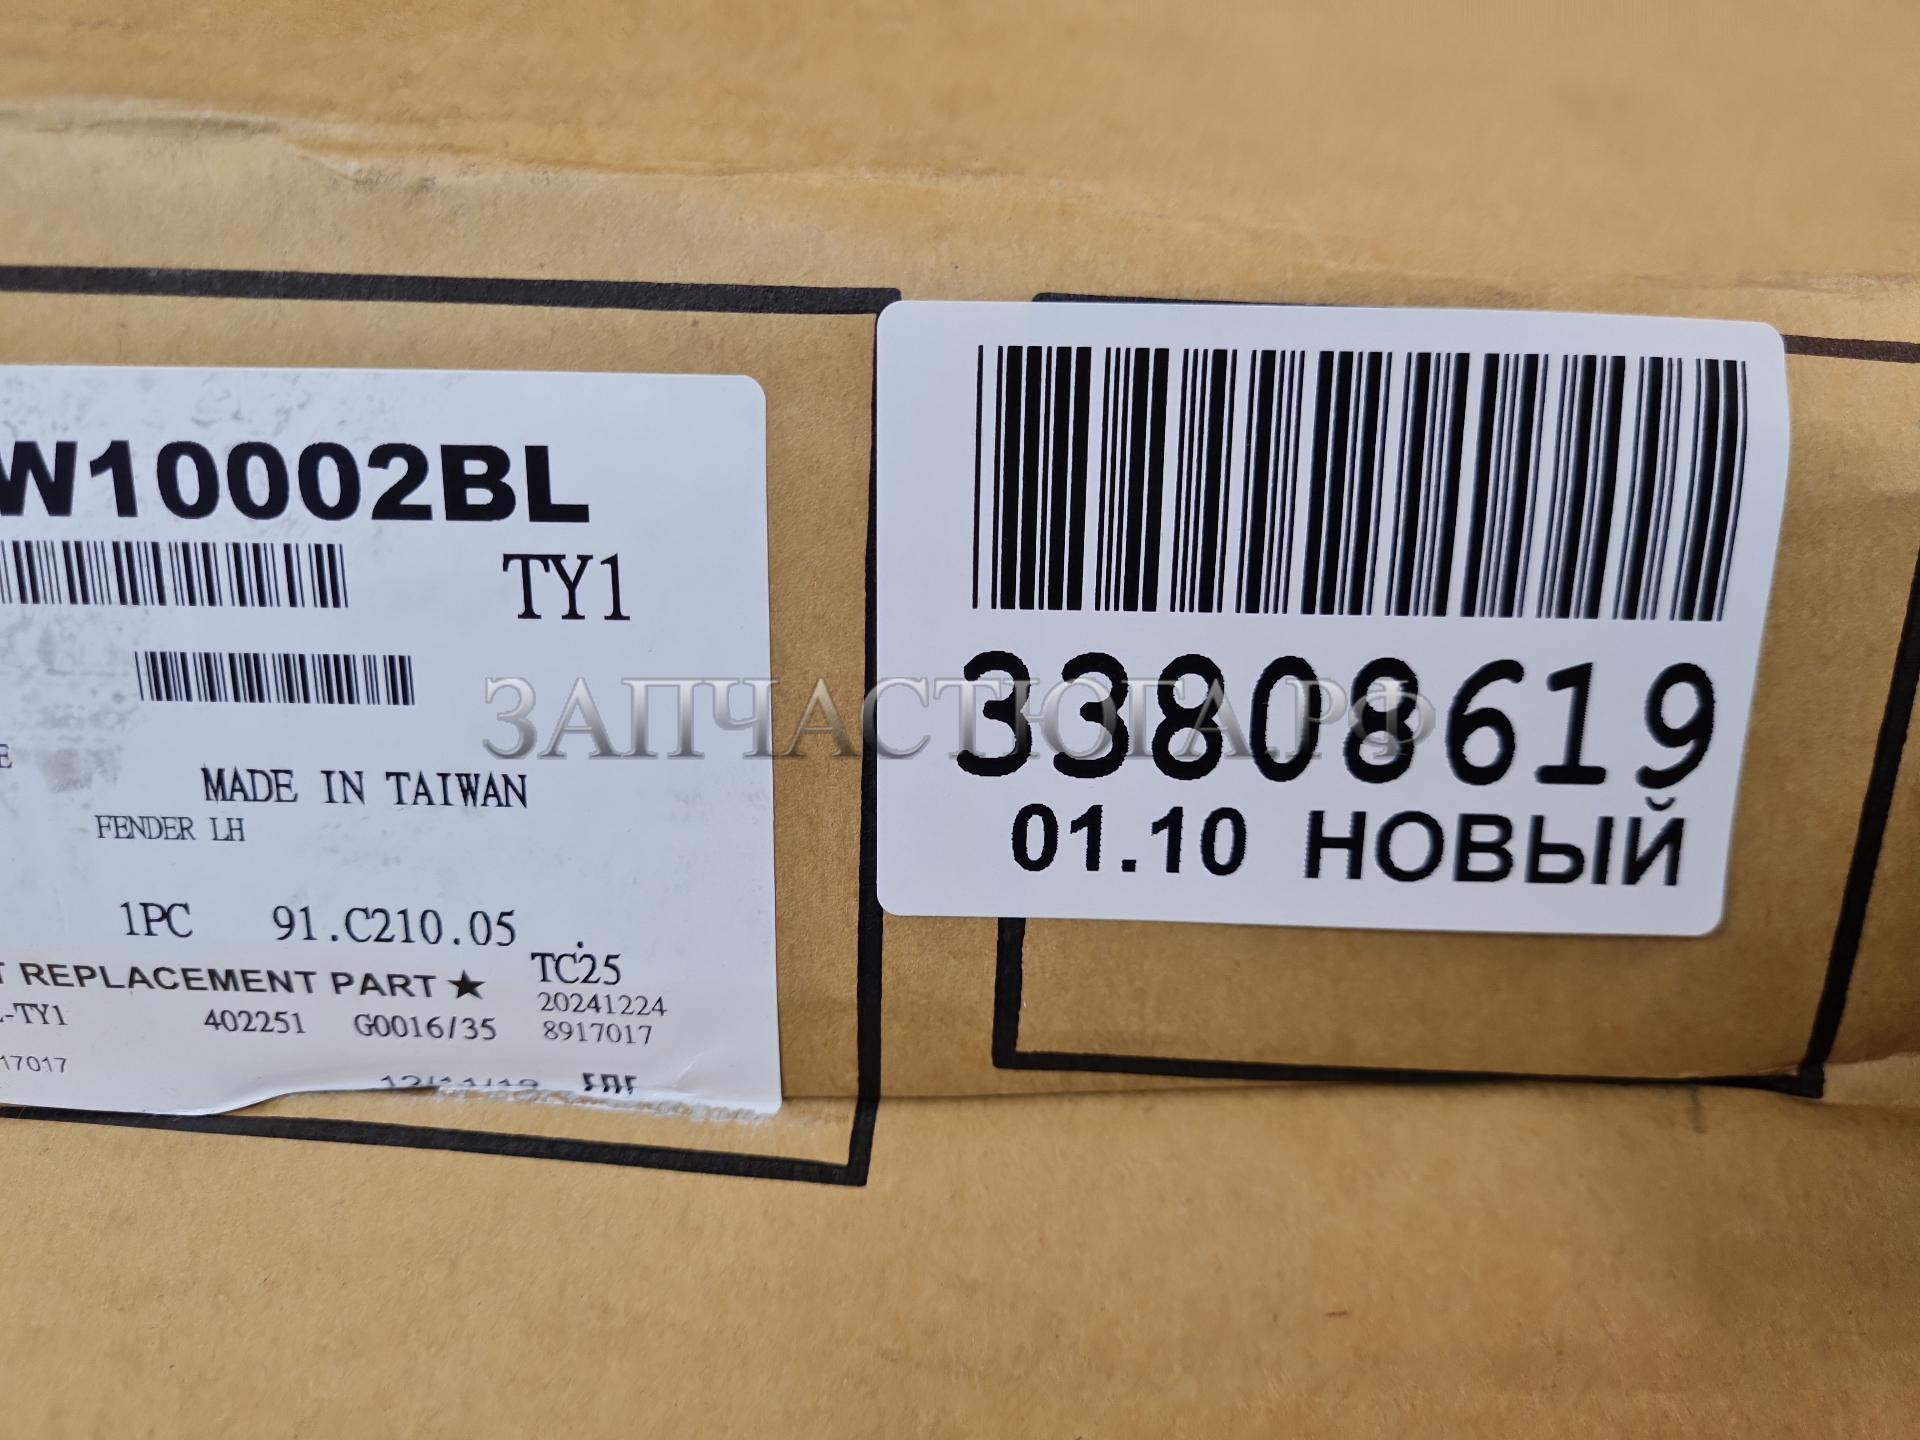 W10002BL
TY1
MADE IN TAIWAN
FENDER LH
1PC 91.C210.05
REPLACEMENT PART ★ TC25
-TY1 402251 G0016/35 20241224
8917017
17017
33808619
01.10 НОВЫЙ
ЗАПЧАСТЮГА.РФ